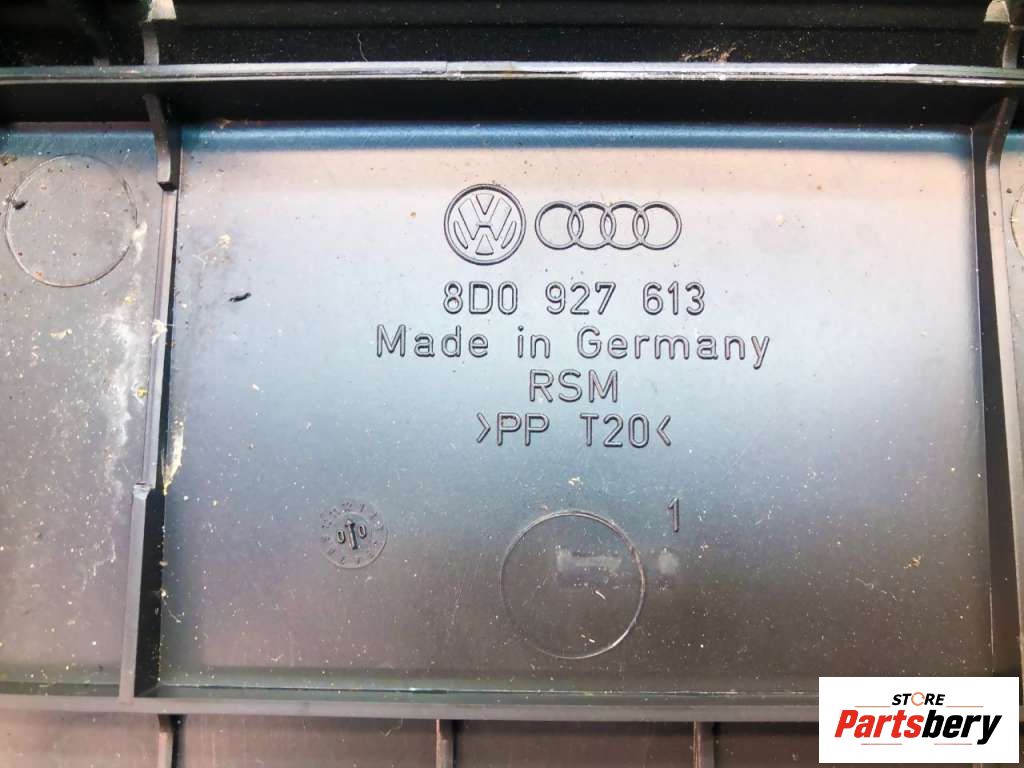 8D0 927 613
Made in Germany
RSM
>PP T20<
1
STORE
Partsbery